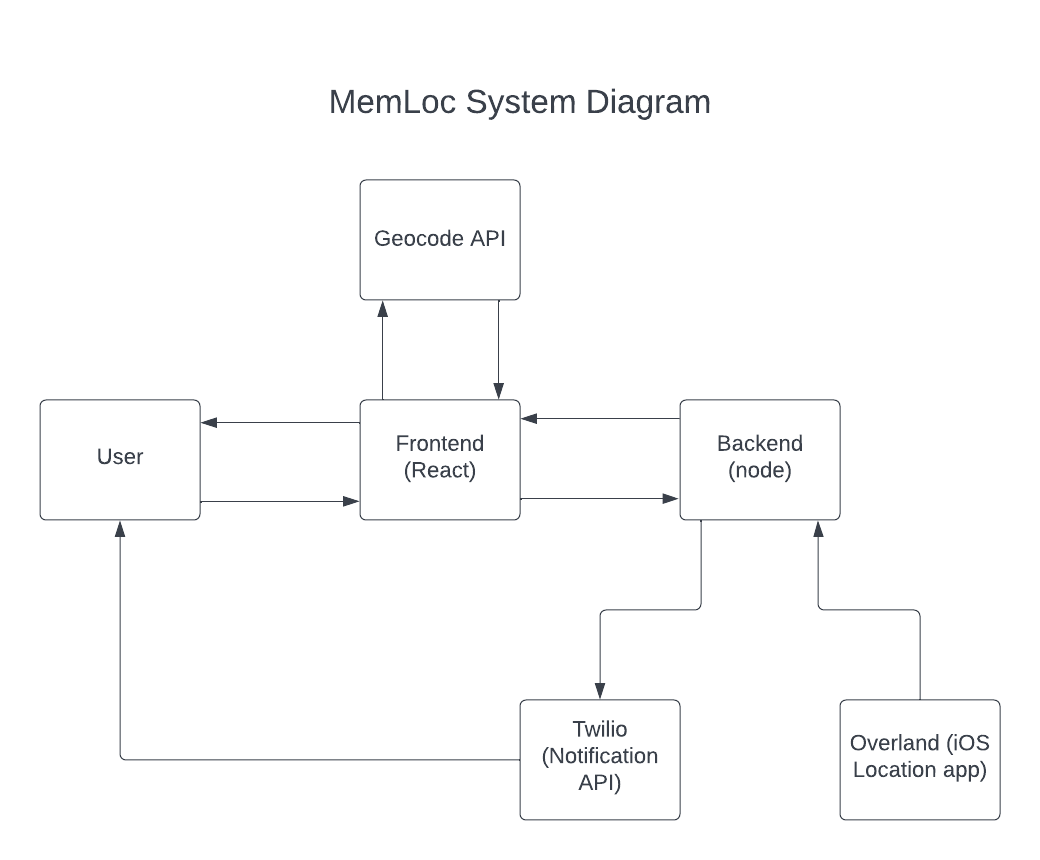 MemLoc System Diagram
Geocode API
User
Frontend
(React)
Backend
(node)
Twilio
(Notification
API)
Overland (iOS
Location app)